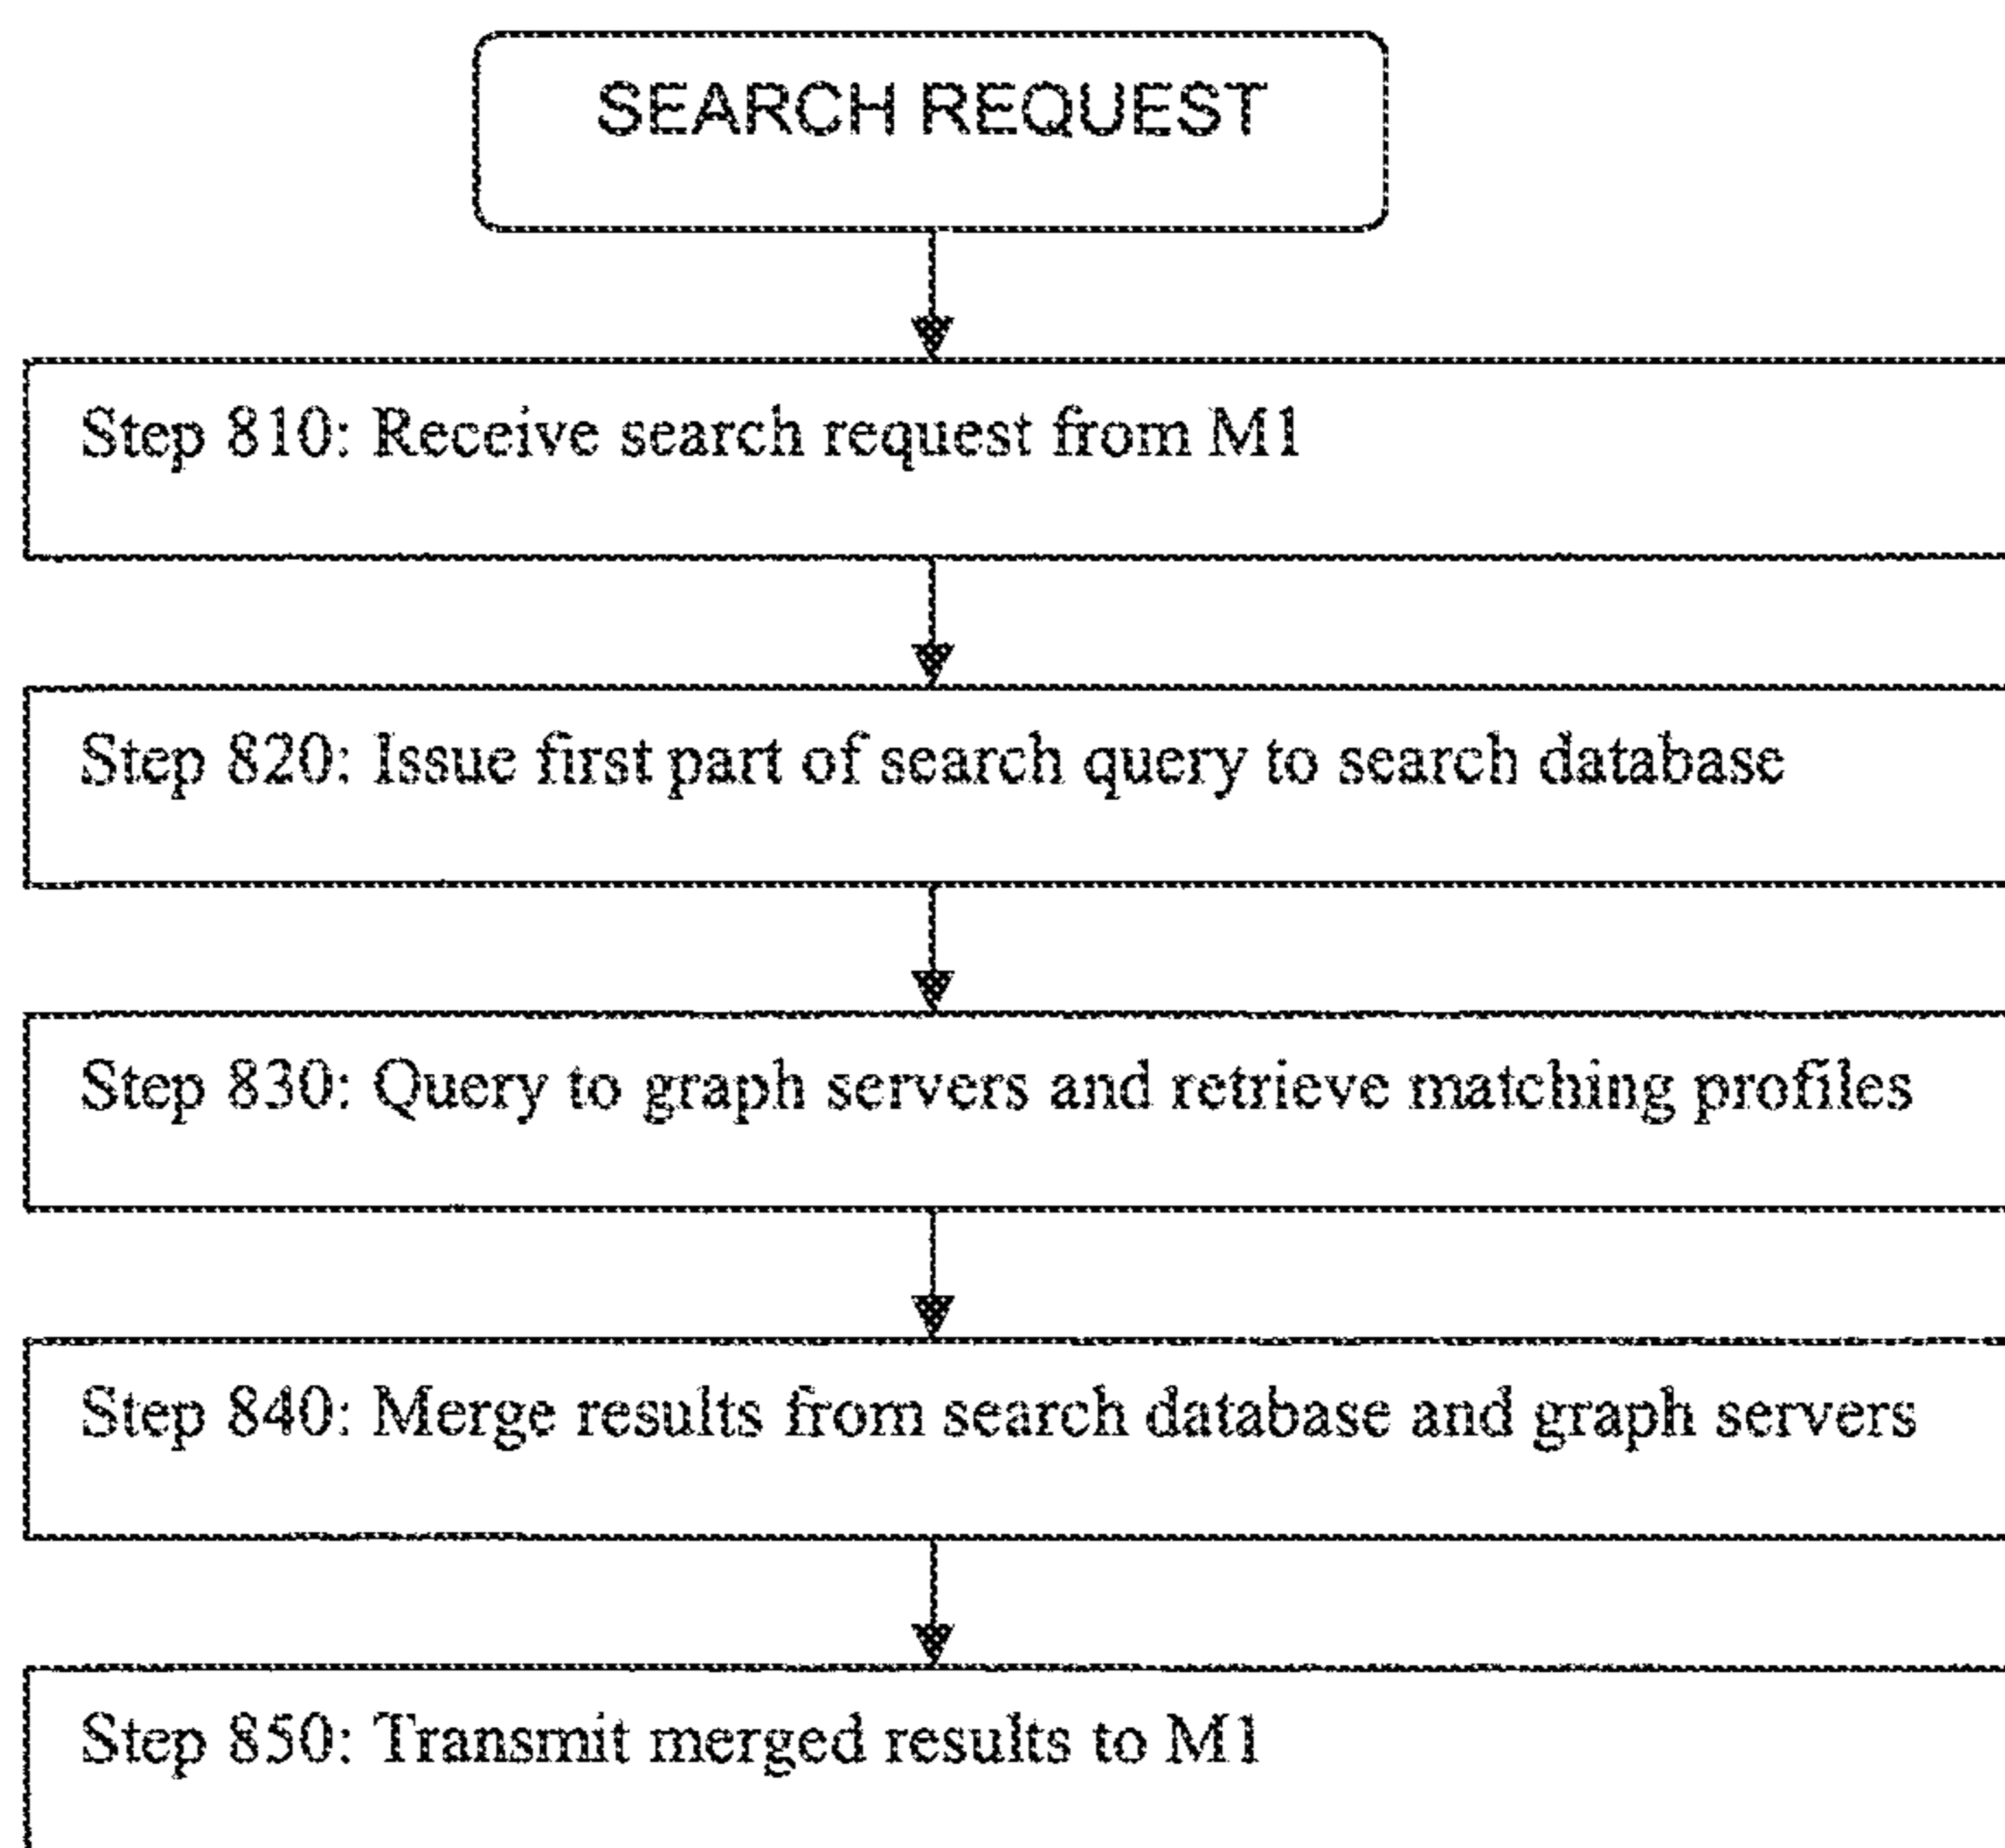 SEARCH REQUEST
Step 810: Receive search request from M1
Step 820: Issue first part of search query to search database
Step 830: Query to graph servers and retrieve matching profiles
Step 840: Merge results from search database and graph servers
Step 850: Transmit merged results to M1